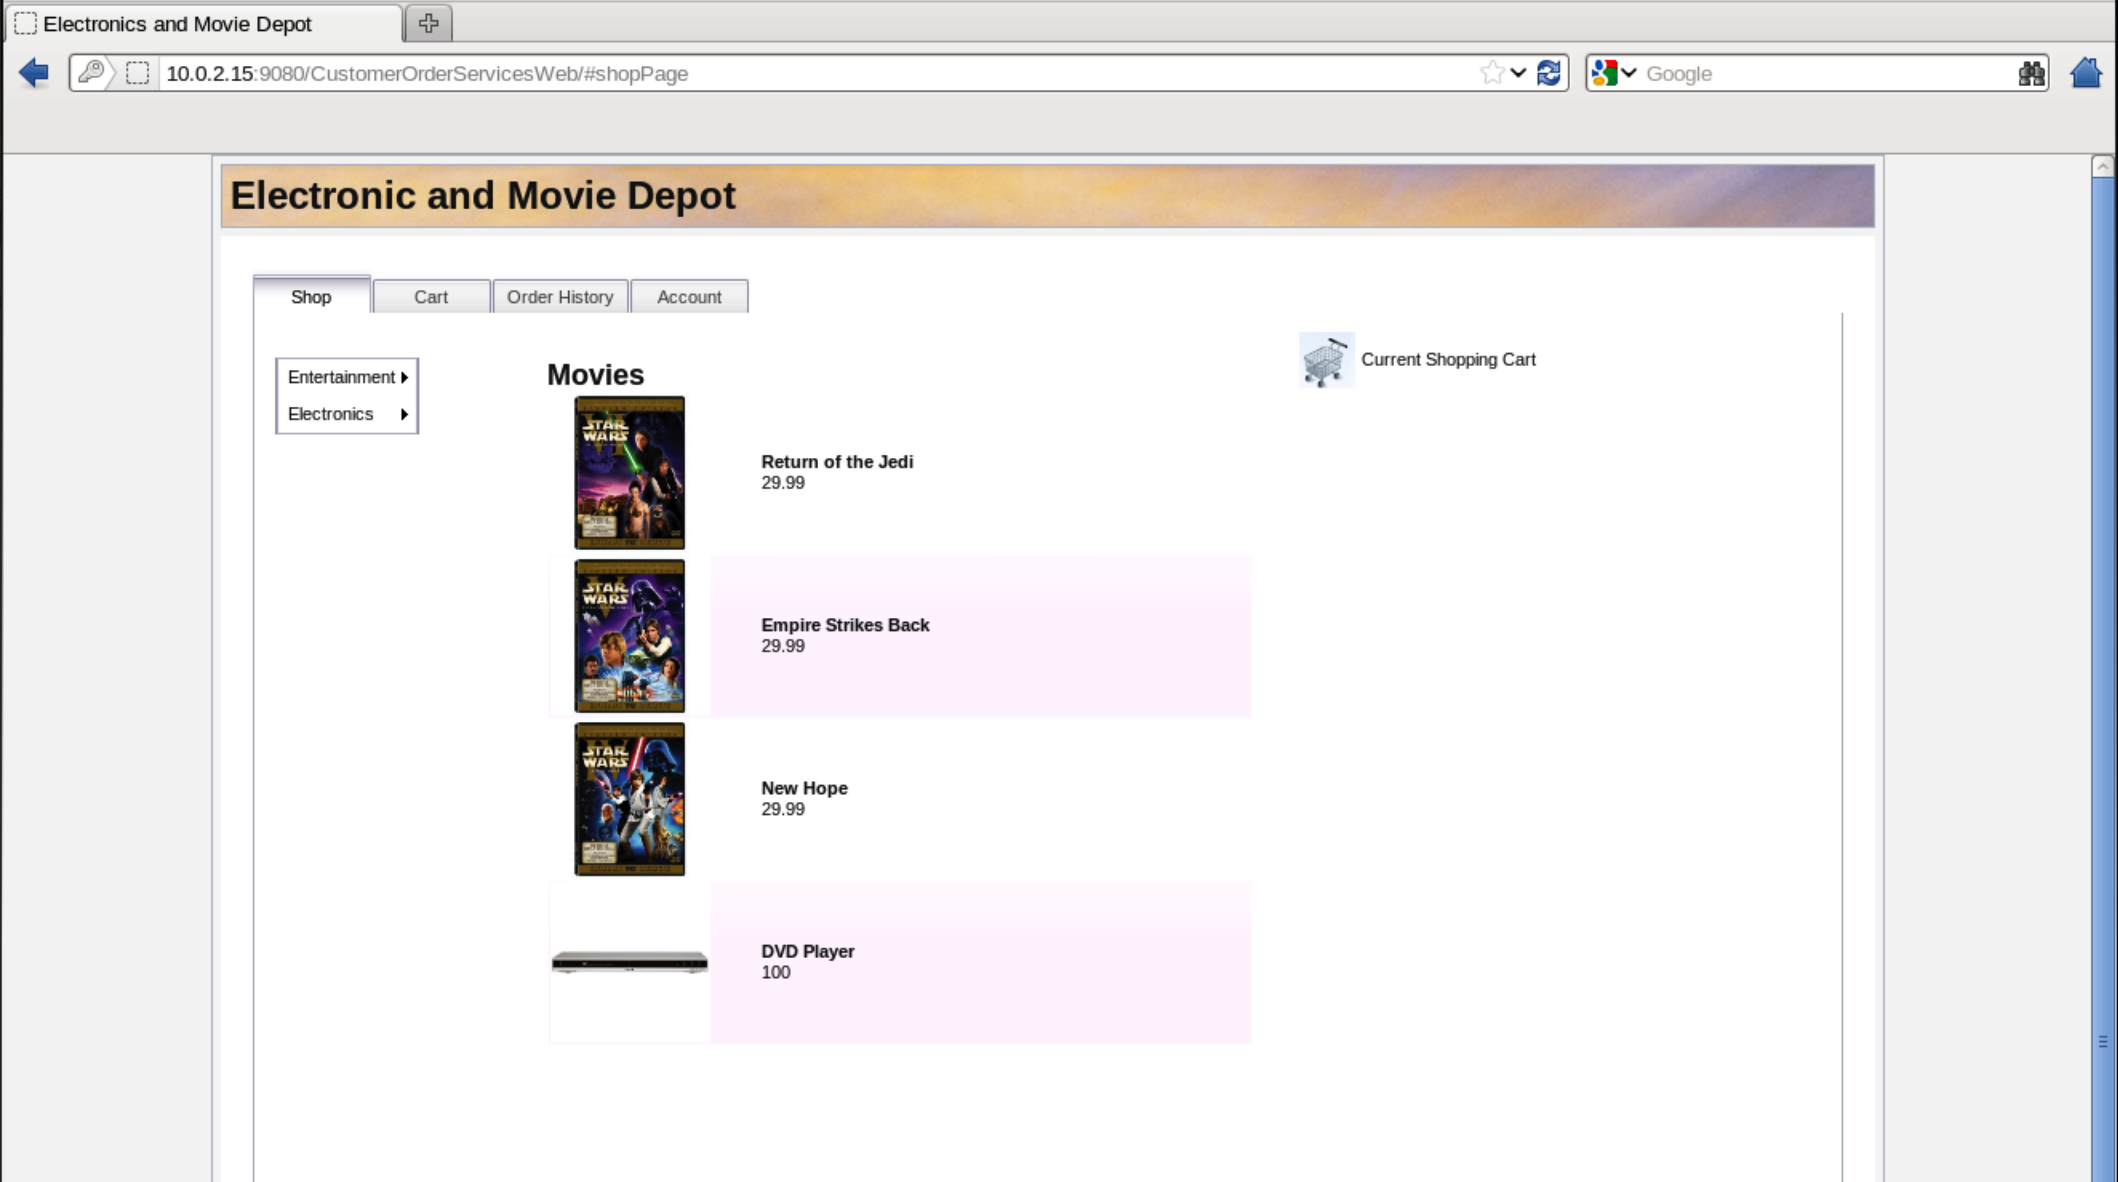 Electronics and Movie Depot
10.0.2.15:9080/CustomerOrderServicesWeb/#shopPage
Google
Electronic and Movie Depot
Shop
Cart
Order History
Account
Entertainment
Electronics
Movies
Current Shopping Cart
STAR WARS
Return of the Jedi
29.99
STAR WARS
Empire Strikes Back
29.99
STAR WARS
New Hope
29.99
DVD Player
100